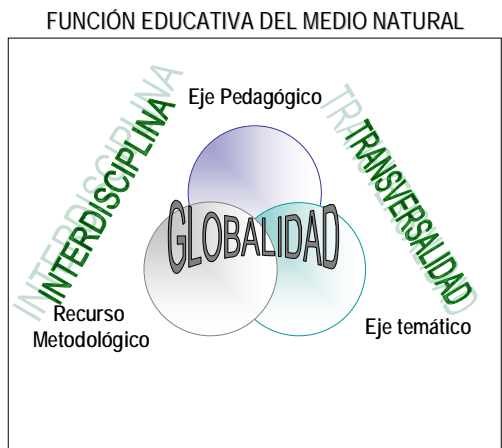 FUNCIÓN EDUCATIVA DEL MEDIO NATURAL
Eje Pedagógico
INTERDISCIPLINA
TRANSVERSALIDAD
GLOBALIDAD
Recurso
Metodológico
Eje temático